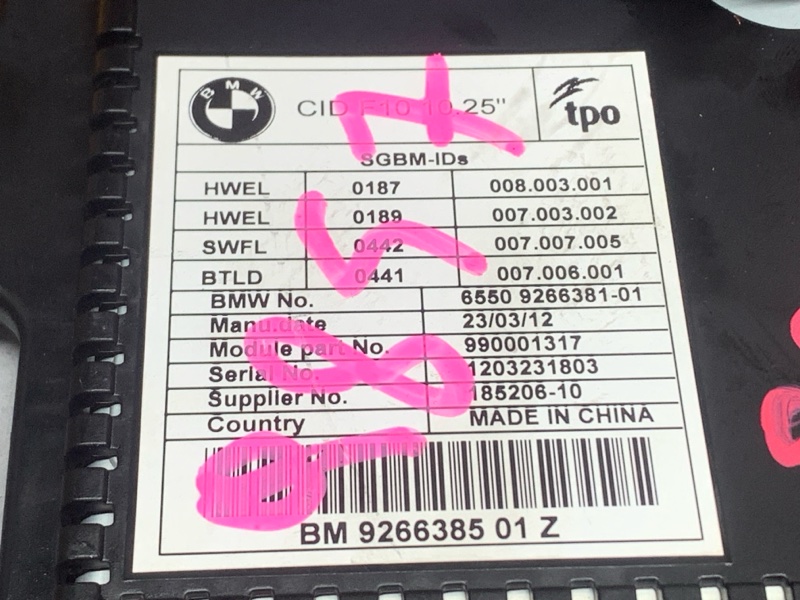 BMW CID F10 10.25" tpo
SGBM-IDs
HWEL 0187 008.003.001
HWEL 0189 007.003.002
SWFL 0442 007.007.005
BTLD 0441 007.006.001
BMW No. 6550 9266381-01
Manu.date 23/03/12
Module part No. 990001317
Serial No. 1203231803
Supplier No. 185206-10
Country MADE IN CHINA
BM 9266385 01 Z